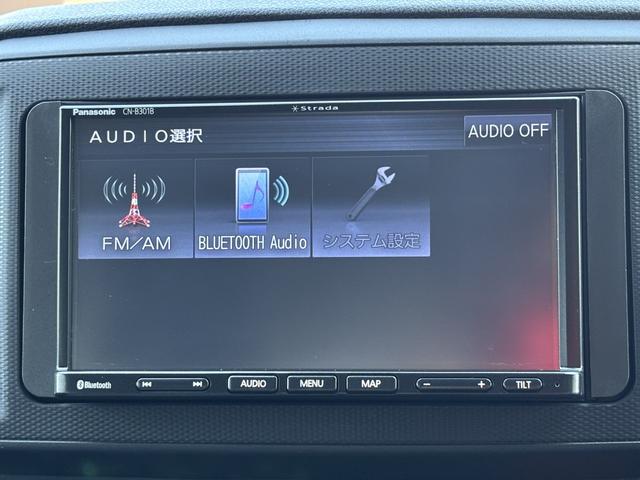 Panasonic CN-B301B
Strada
AUDIO選択
AUDIO OFF
FM/AM
BLUETOOTH Audio
システム設定
Bluetooth
AUDIO
MENU
MAP
− +
TILT